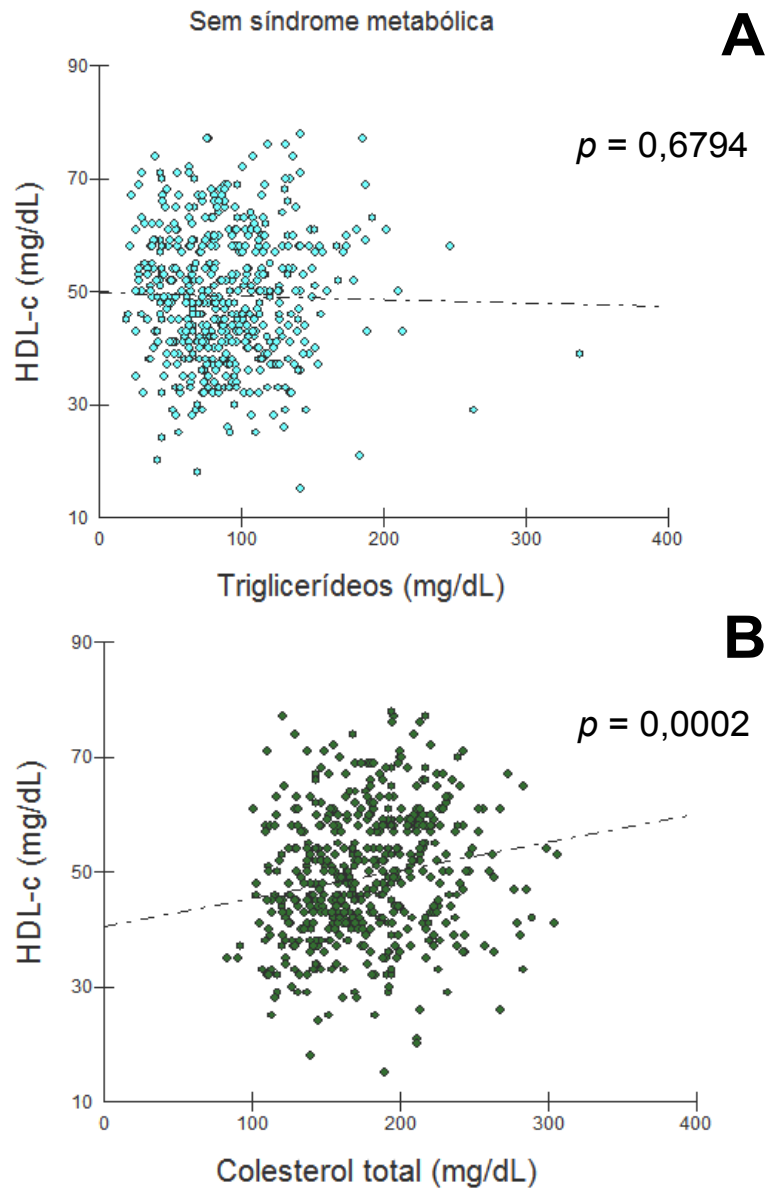 Sem síndrome metabólica
A
p = 0,6794
90
70
50
30
10
HDL-c (mg/dL)
0 100 200 300 400
Triglicerídeos (mg/dL)
B
p = 0,0002
90
70
50
30
10
HDL-c (mg/dL)
0 100 200 300 400
Colesterol total (mg/dL)